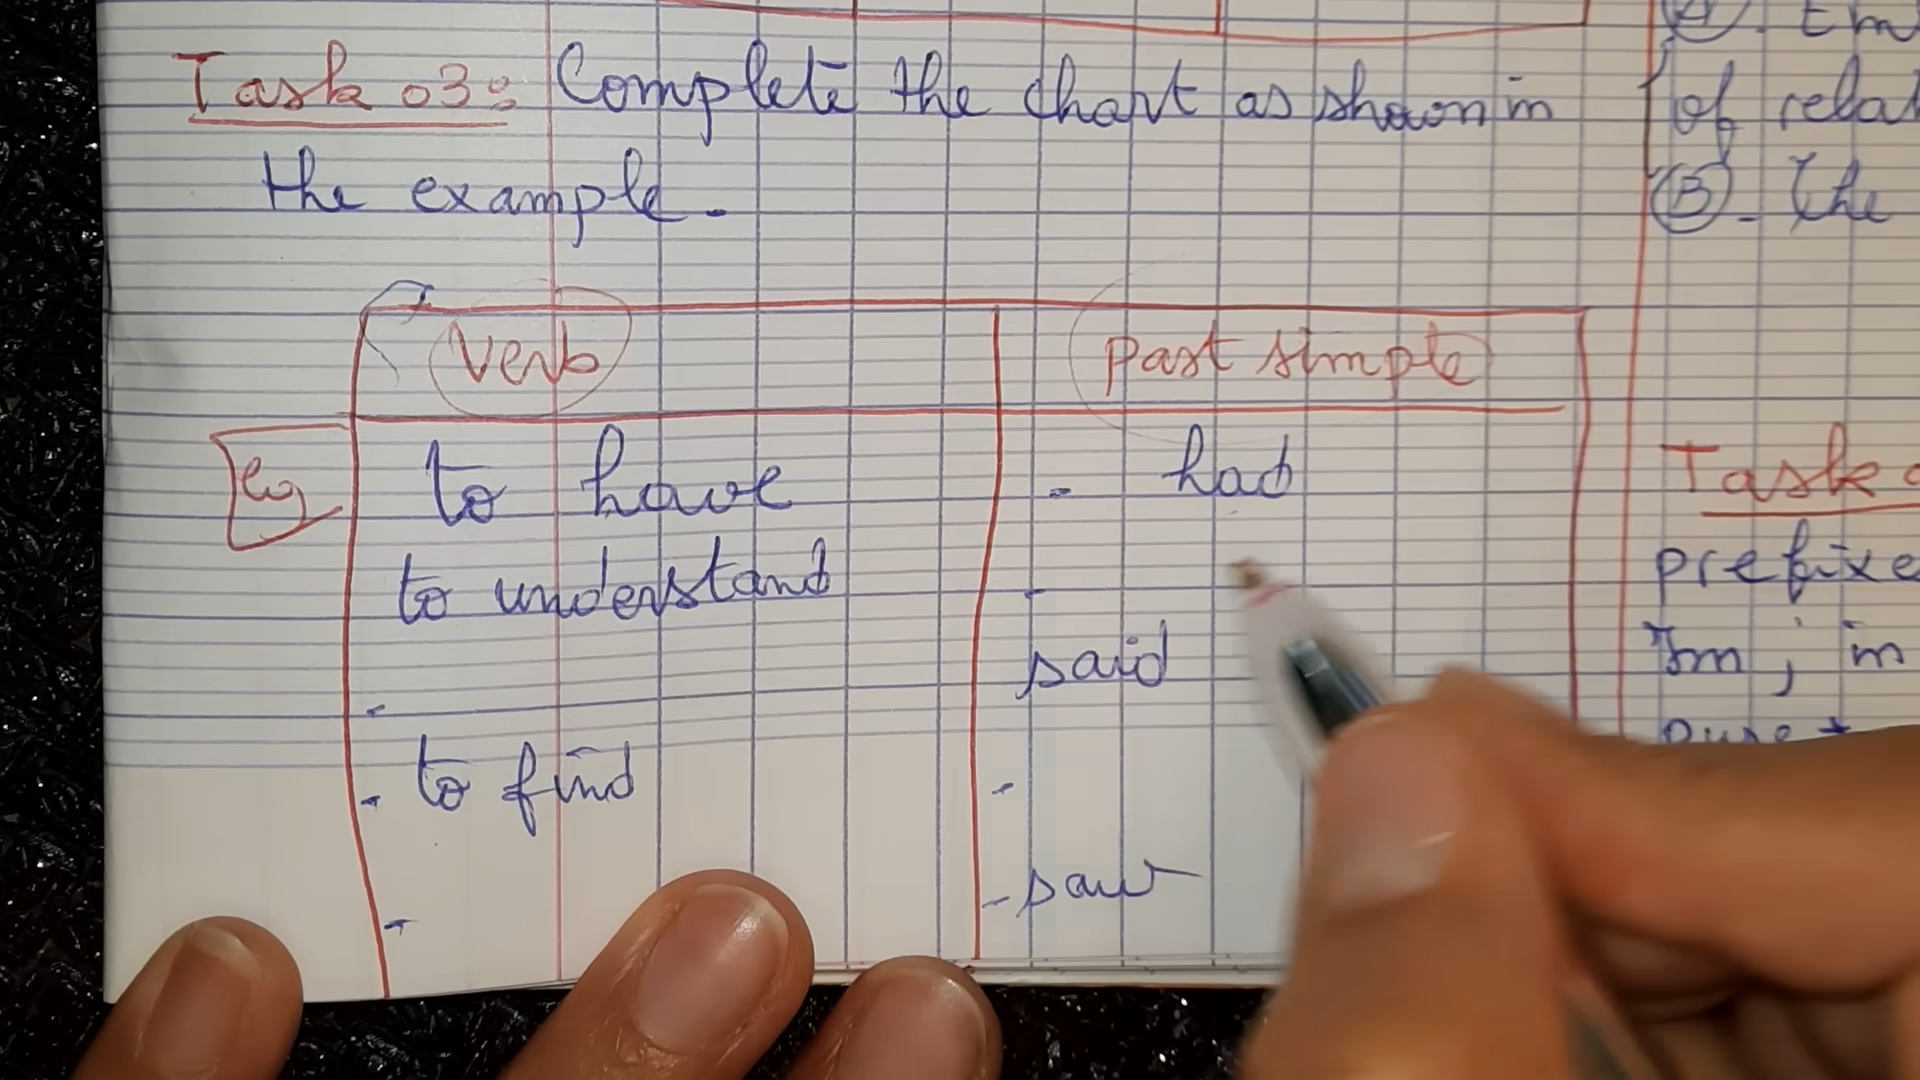 Task 03: Complete the chart as shown in
the example.
Verb past simple
eg to have - had
to understand -
- said
- to find -
- - saw
of
B. The
Task
prefixe
Im, in